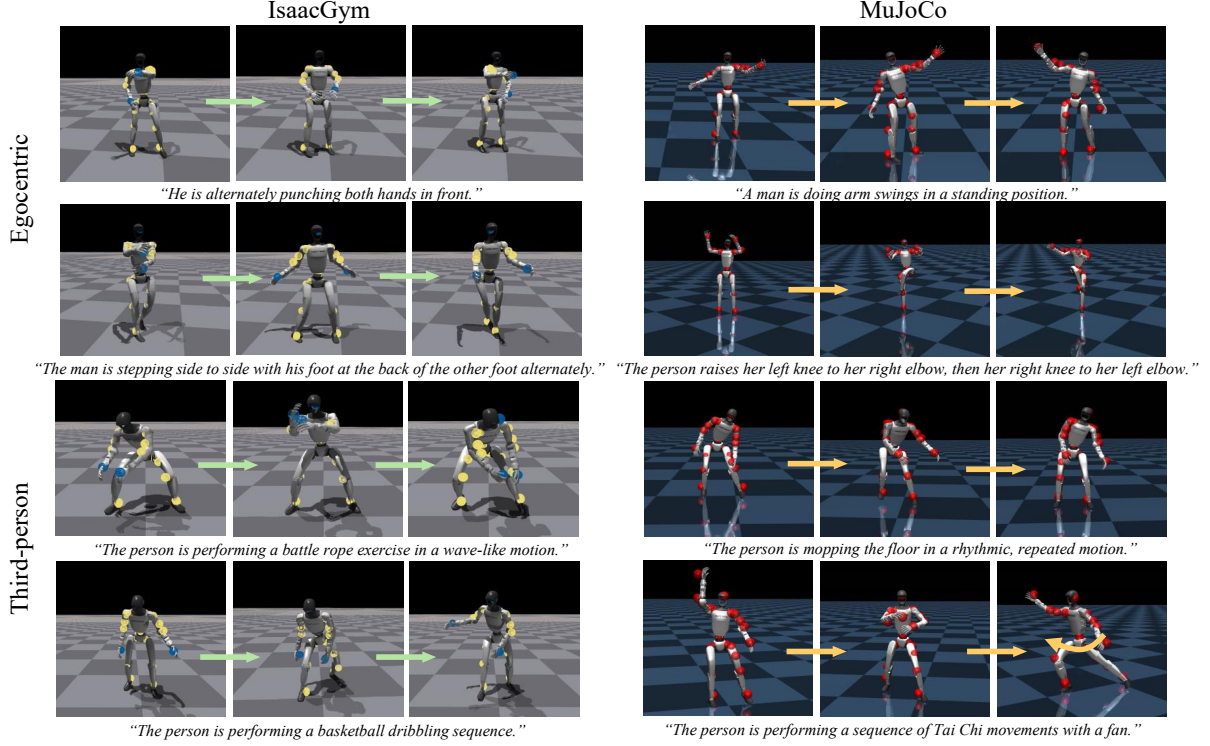 IsaacGym
MuJoCo
Egocentric
“He is alternately punching both hands in front.”
“A man is doing arm swings in a standing position.”
“The man is stepping side to side with his foot at the back of the other foot alternately.”
“The person raises her left knee to her right elbow, then her right knee to her left elbow.”
Third-person
“The person is performing a battle rope exercise in a wave-like motion.”
“The person is mopping the floor in a rhythmic, repeated motion.”
“The person is performing a basketball dribbling sequence.”
“The person is performing a sequence of Tai Chi movements with a fan.”